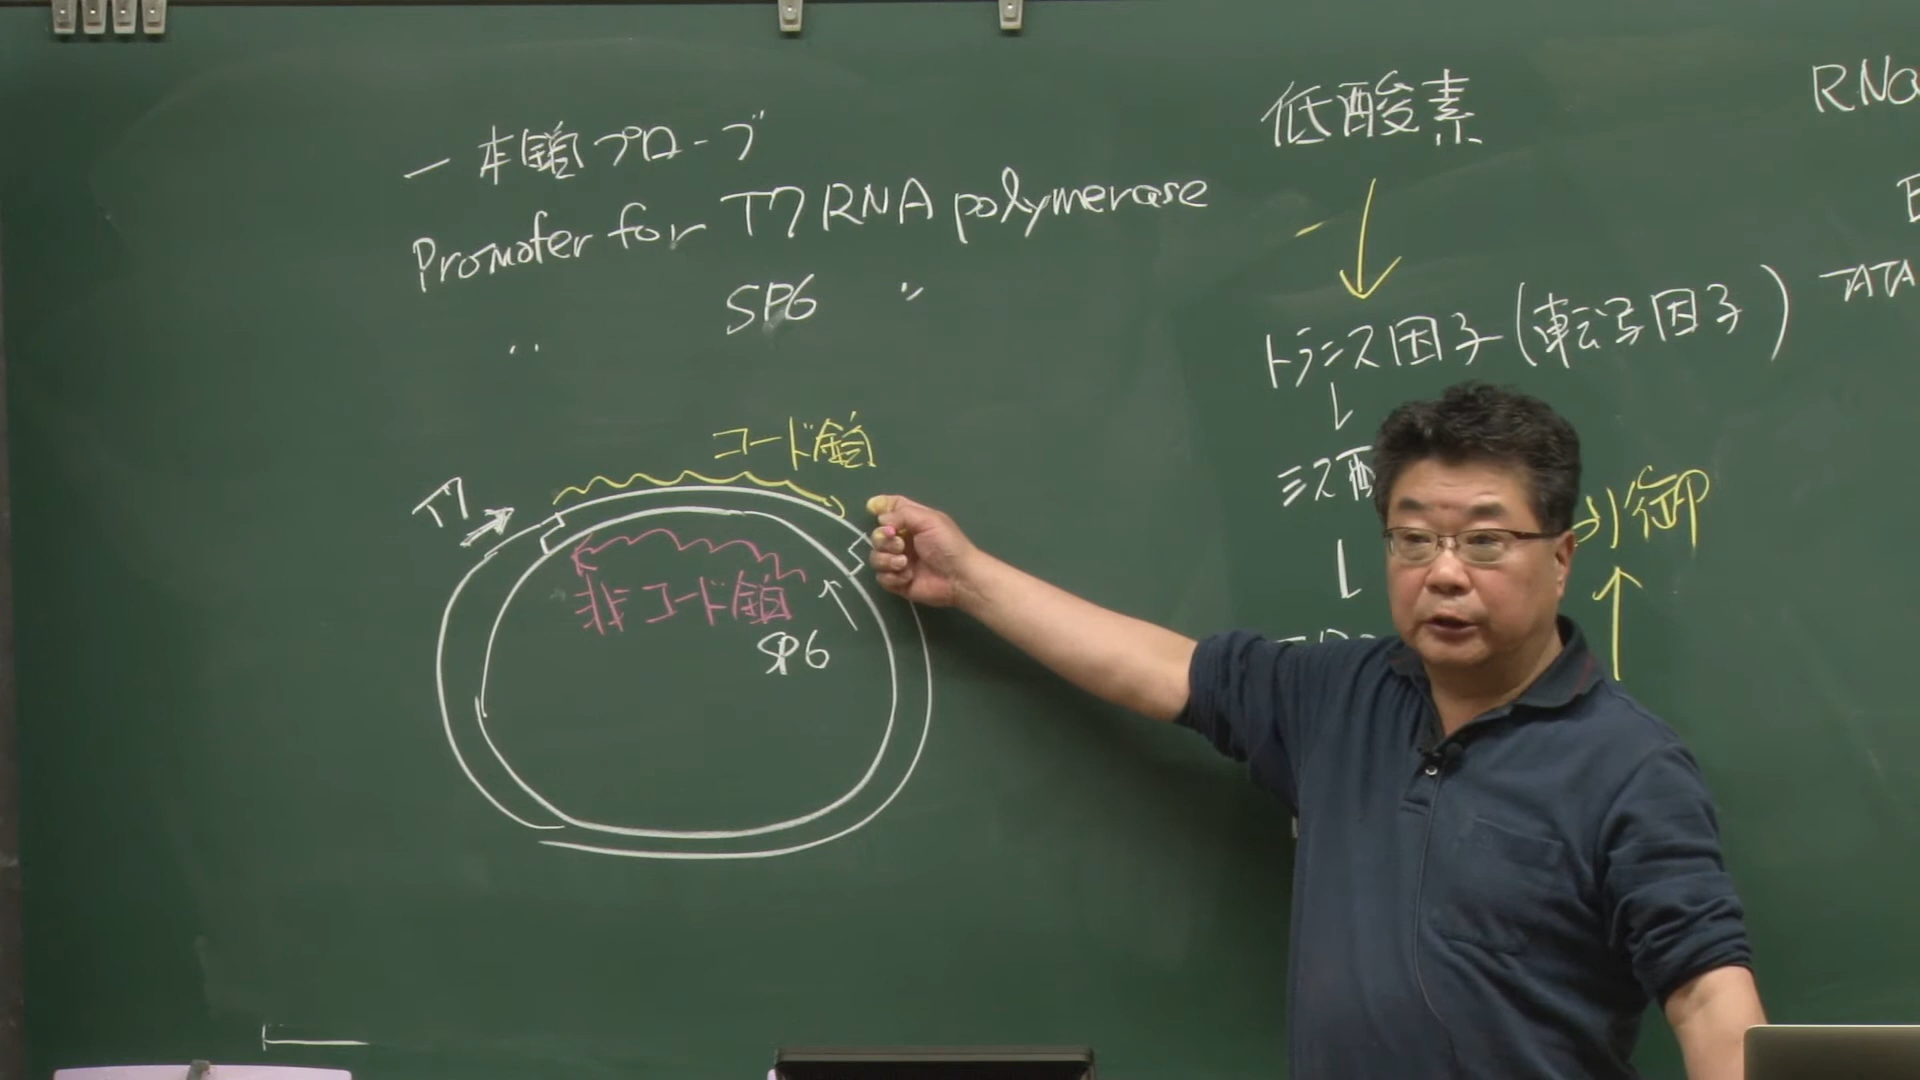 一本鎖プローブ
Promoter for T7 RNA polymerase
〃 SP6 〃
コード鎖
T7
非コード鎖
SP6
低酸素
トランス因子(転写因子)
制御
TATA